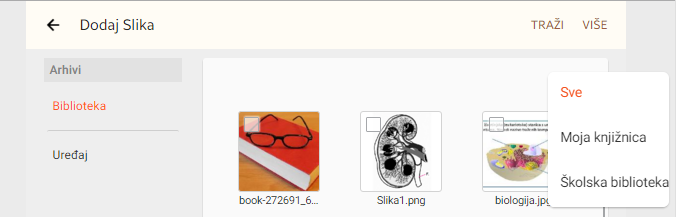 Dodaj Slika
TRAŽI
VIŠE
Arhivi
Biblioteka
Uređaj
book-272691_6...
Slika1.png
biologija.jpg
Sve
Moja knjižnica
Školska biblioteka